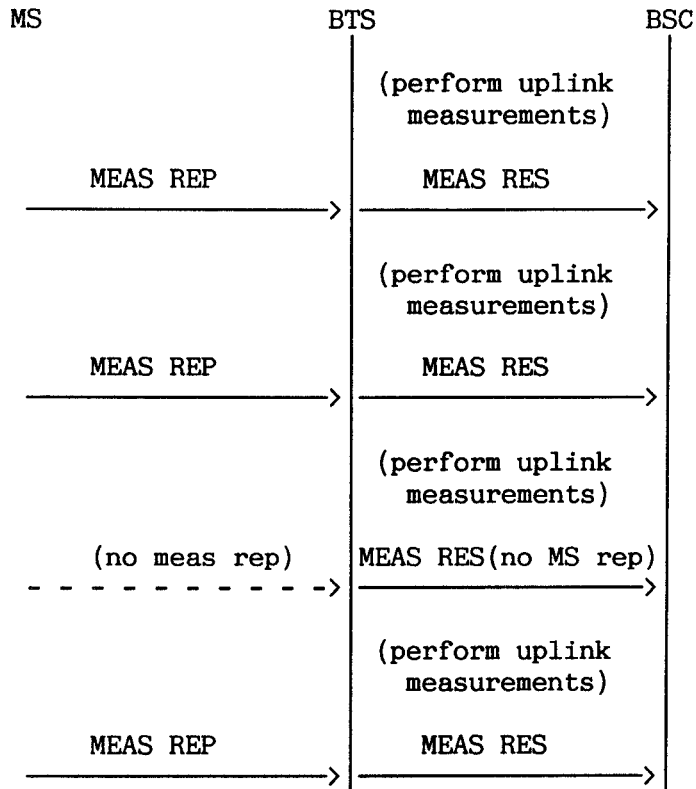 MS BTS BSC
(perform uplink
measurements)
MEAS REP MEAS RES
(perform uplink
measurements)
MEAS REP MEAS RES
(perform uplink
measurements)
(no meas rep) MEAS RES(no MS rep)
(perform uplink
measurements)
MEAS REP MEAS RES